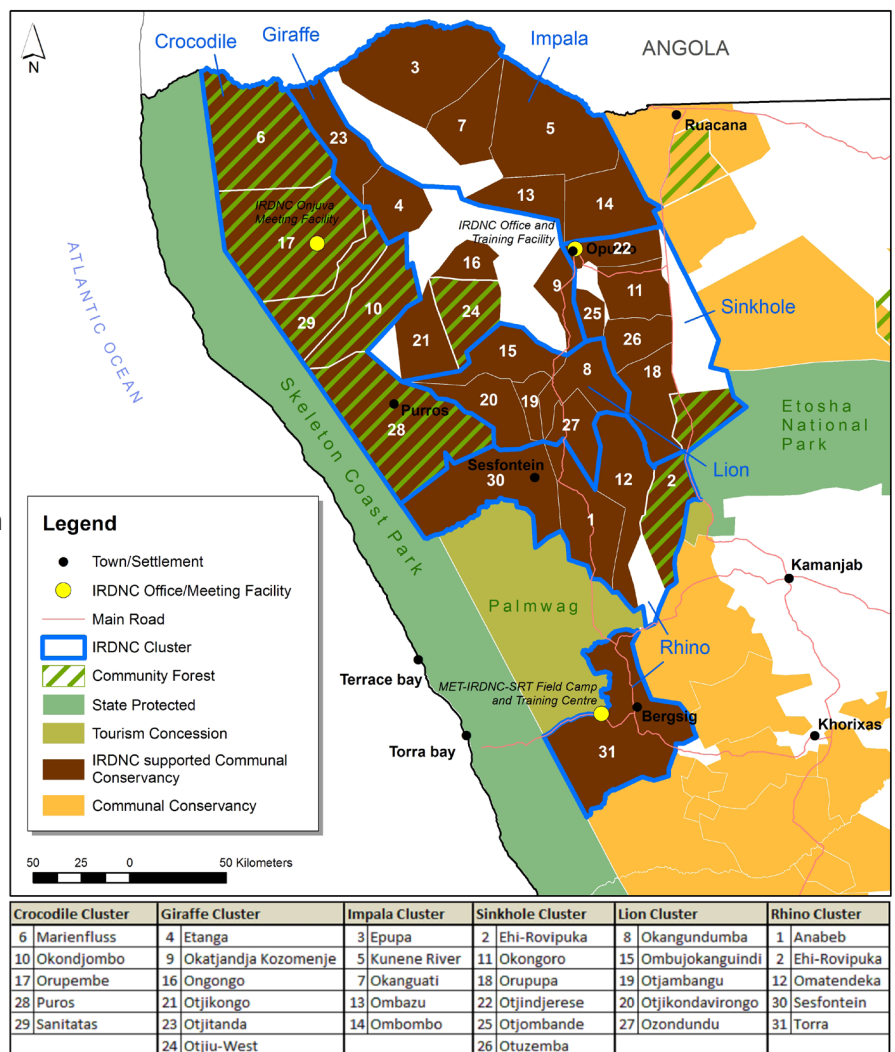 Crocodile
Giraffe
Impala
ANGOLA
N
3
Ruacana
6
23
7
5
4
13
14
IRDNC Onjuva
Meeting Facility
17
IRDNC Office and
Training Facility
Opuwo
22
16
9
11
Sinkhole
10
24
25
29
21
15
26
8
18
ATLANTIC OCEAN
Skeleton Coast Park
Etosha
National
Park
Purros
28
20
19
27
Lion
Sesfontein
30
12
2
1
Legend
Town/Settlement
IRDNC Office/Meeting Facility
Main Road
IRDNC Cluster
Community Forest
State Protected
Tourism Concession
IRDNC supported Communal
Conservancy
Communal Conservancy
Kamanjab
Palmwag
Rhino
Terrace bay
MET-IRDNC-SRT Field Camp
and Training Centre
Bergsig
Khorixas
Torra bay
31
50 25 0 50 Kilometers
Crocodile Cluster Giraffe Cluster Impala Cluster Sinkhole Cluster Lion Cluster Rhino Cluster
6 Marienfluss 4 Etanga 3 Epupa 2 Ehi-Rovipuka 8 Okangundumba 1 Anabeb
10 Okondjombo 9 Okatjandja Kozomenje 5 Kunene River 11 Okongoro 15 Ombujokanguindi 2 Ehi-Rovipuka
17 Orupembe 16 Ongongo 7 Okanguati 18 Orupupa 19 Otjambangu 12 Omatendeka
28 Puros 21 Otjikongo 13 Ombazu 22 Otjindjerese 20 Otjikondavirongo 30 Sesfontein
29 Sanitatas 23 Otjitanda 14 Ombombo 25 Otjombande 27 Ozondundu 31 Torra
24 Otjiu-West 26 Otuzemba